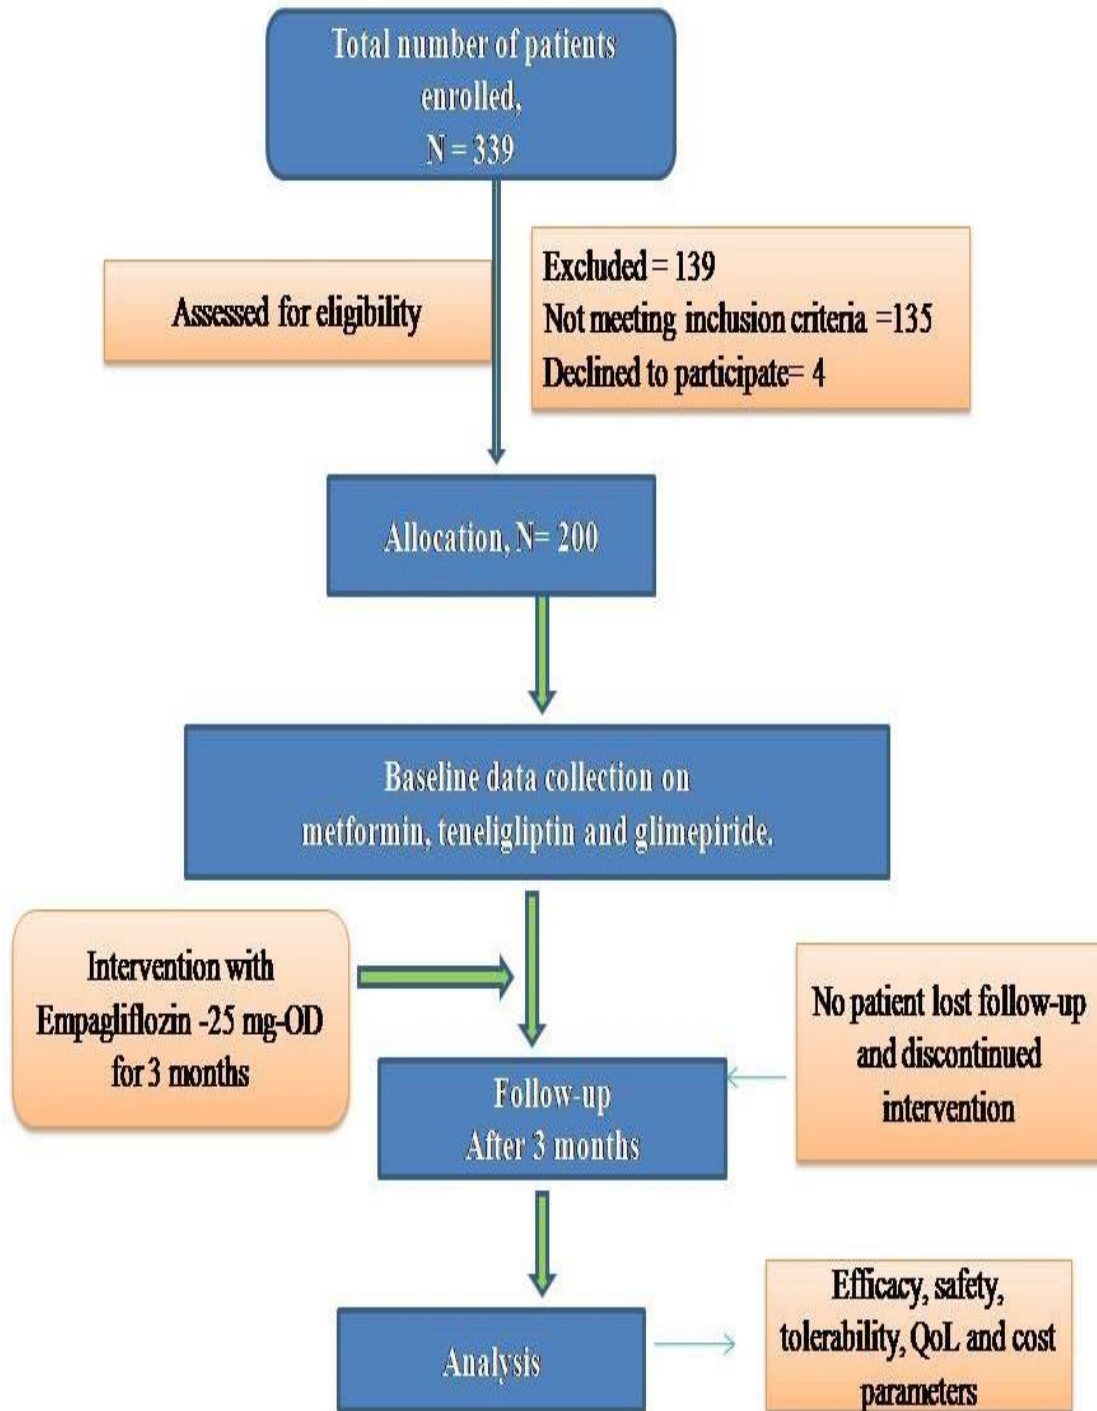 Total number of patients
enrolled,
N = 339
Assessed for eligibility
Excluded = 139
Not meeting inclusion criteria =135
Declined to participate= 4
Allocation, N= 200
Baseline data collection on
metformin, teneligliptin and glimepiride.
Intervention with
Empagliflozin -25 mg-OD
for 3 months
No patient lost follow-up
and discontinued
intervention
Follow-up
After 3 months
Analysis
Efficacy, safety,
tolerability, QoL and cost
parameters